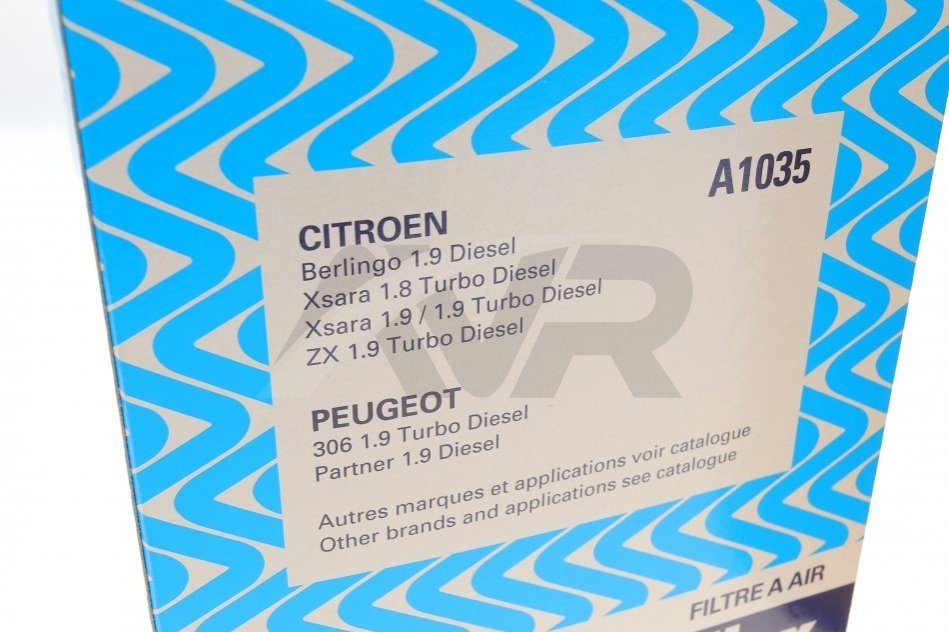 A1035
CITROEN
Berlingo 1.9 Diesel
Xsara 1.8 Turbo Diesel
Xsara 1.9 / 1.9 Turbo Diesel
ZX 1.9 Turbo Diesel
PEUGEOT
306 1.9 Turbo Diesel
Partner 1.9 Diesel
Autres marques et applications voir catalogue
Other brands and applications see catalogue
FILTRE A AIR